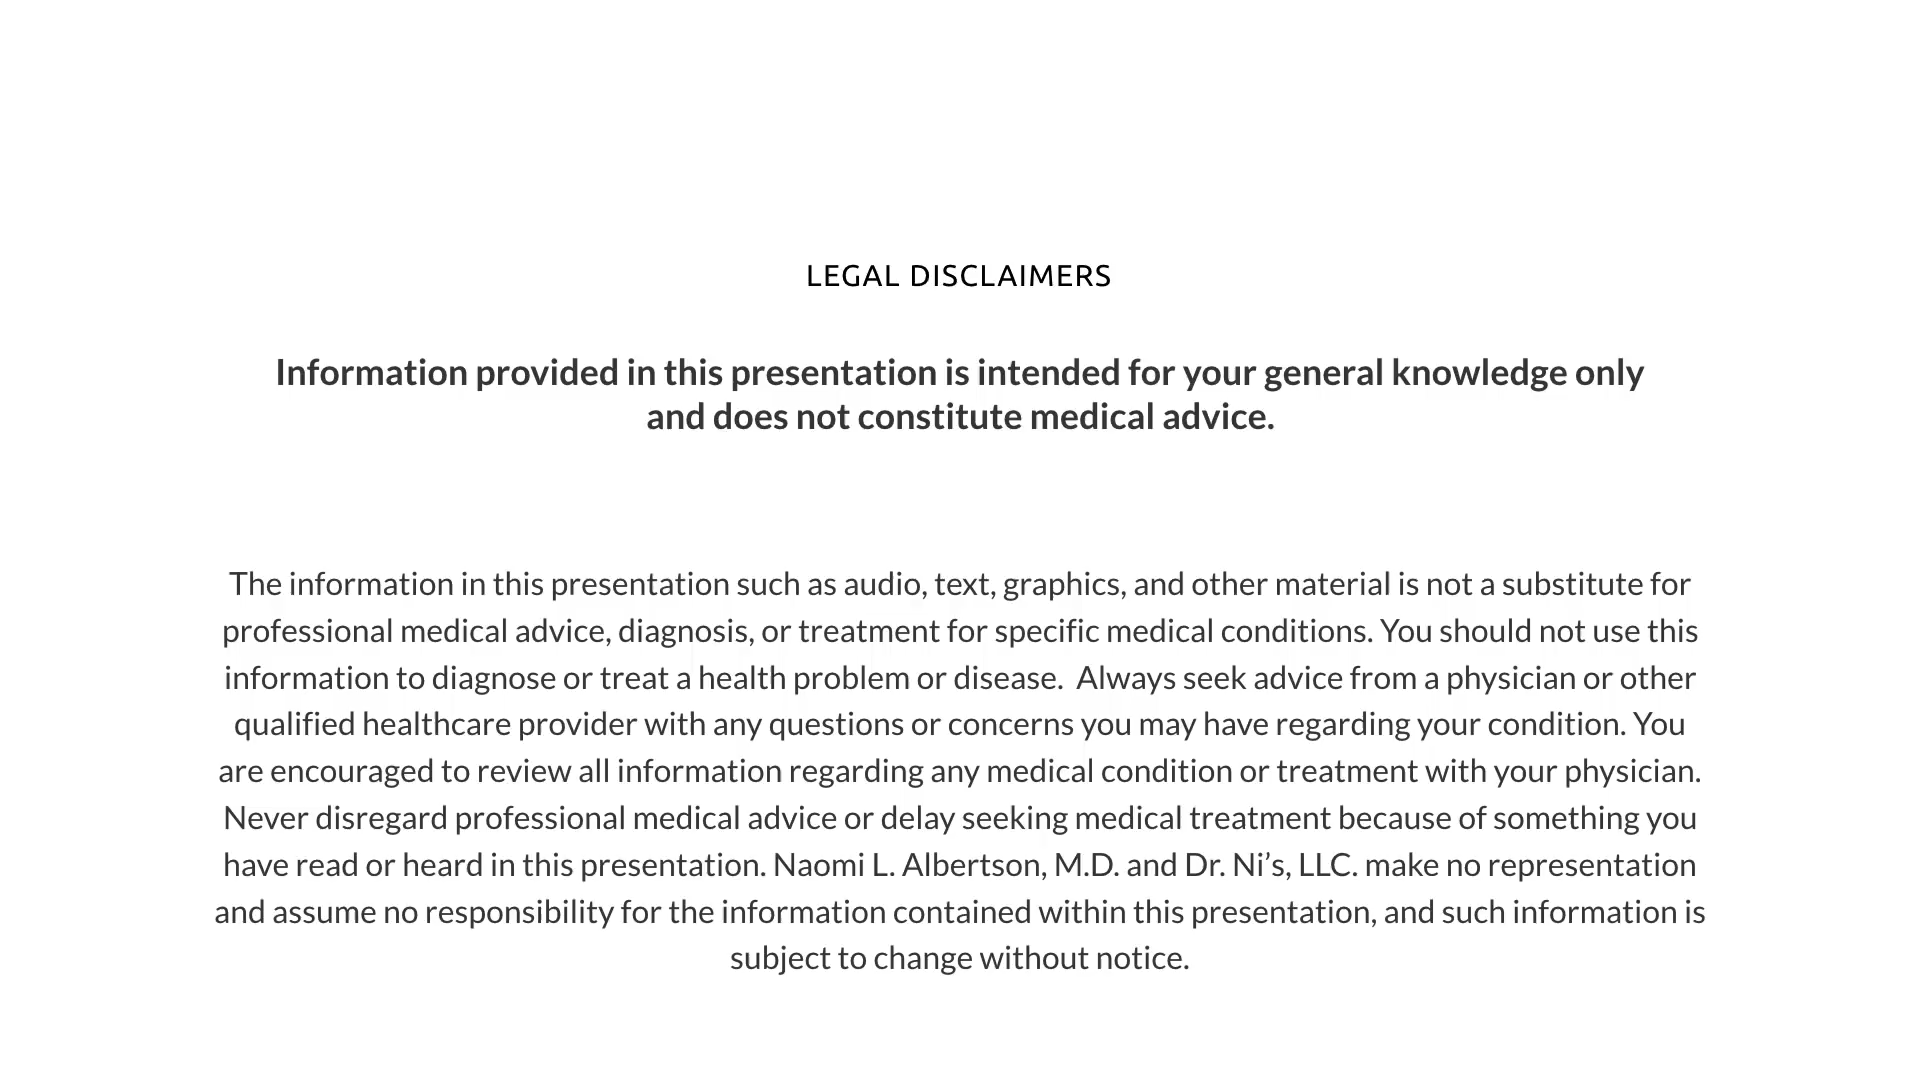 LEGAL DISCLAIMERS
Information provided in this presentation is intended for your general knowledge only
and does not constitute medical advice.
The information in this presentation such as audio, text, graphics, and other material is not a substitute for
professional medical advice, diagnosis, or treatment for specific medical conditions. You should not use this
information to diagnose or treat a health problem or disease.  Always seek advice from a physician or other
qualified healthcare provider with any questions or concerns you may have regarding your condition. You
are encouraged to review all information regarding any medical condition or treatment with your physician.
Never disregard professional medical advice or delay seeking medical treatment because of something you
have read or heard in this presentation. Naomi L. Albertson, M.D. and Dr. Ni’s, LLC. make no representation
and assume no responsibility for the information contained within this presentation, and such information is
subject to change without notice.